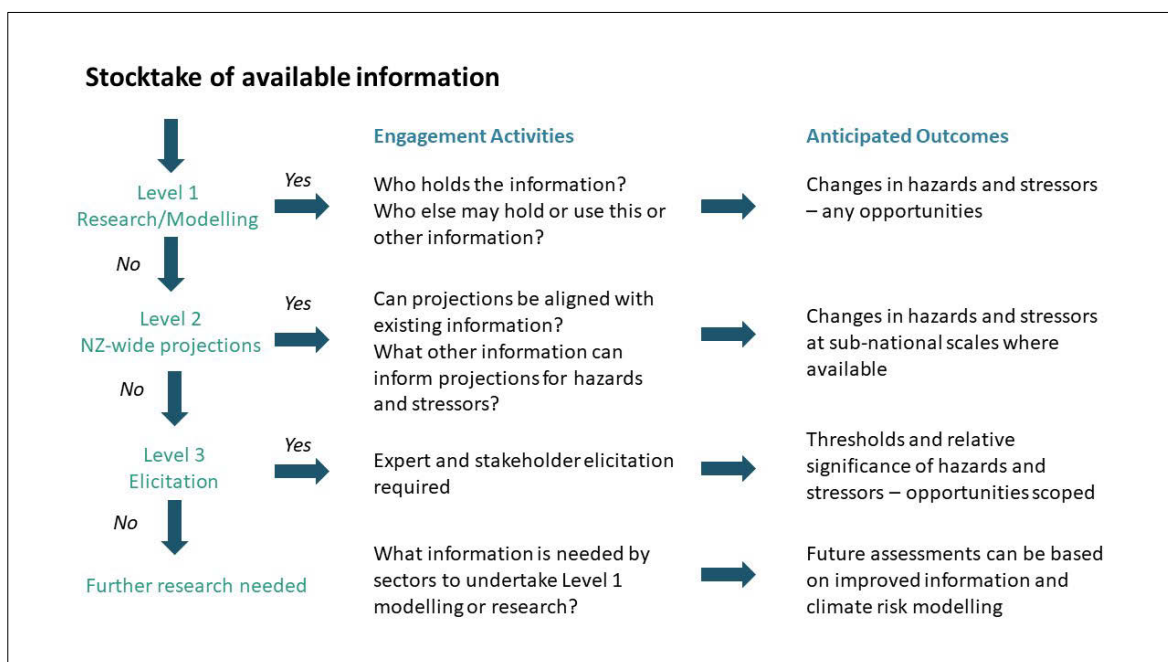 Stocktake of available information
Engagement Activities
Anticipated Outcomes
Level 1
Research/Modelling
Yes
Who holds the information?
Who else may hold or use this or
other information?
Changes in hazards and stressors
– any opportunities
No
Level 2
NZ-wide projections
Yes
Can projections be aligned with
existing information?
What other information can
inform projections for hazards
and stressors?
Changes in hazards and stressors
at sub-national scales where
available
No
Level 3
Elicitation
Yes
Expert and stakeholder elicitation
required
Thresholds and relative
significance of hazards and
stressors – opportunities scoped
No
Further research needed
What information is needed by
sectors to undertake Level 1
modelling or research?
Future assessments can be based
on improved information and
climate risk modelling